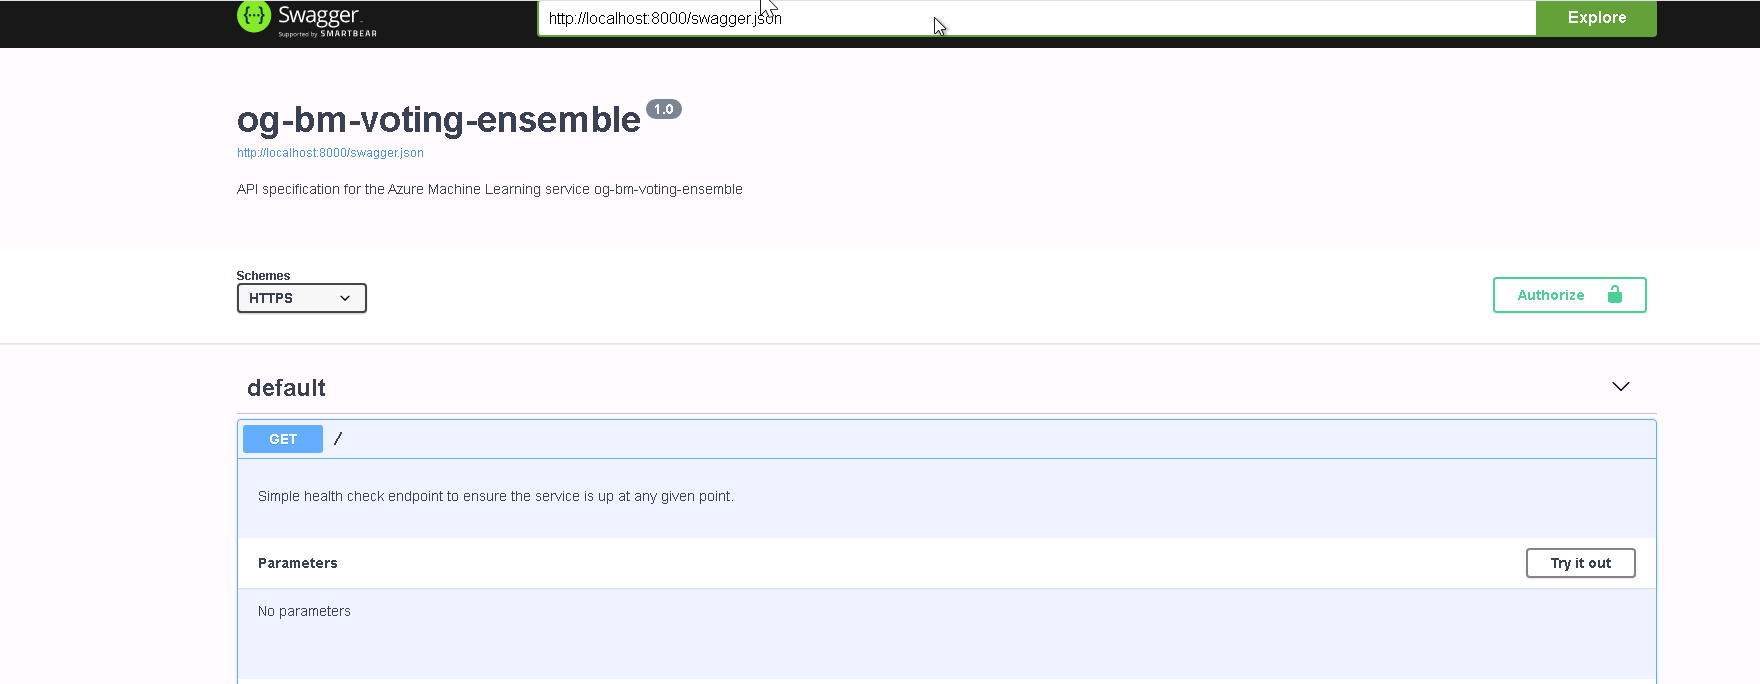 Swagger
Supported by SMARTBEAR
http://localhost:8000/swagger.json
Explore
og-bm-voting-ensemble 1.0
http://localhost:8000/swagger.json
API specification for the Azure Machine Learning service og-bm-voting-ensemble
Schemes
HTTPS
Authorize
default
GET /
Simple health check endpoint to ensure the service is up at any given point.
Parameters
Try it out
No parameters